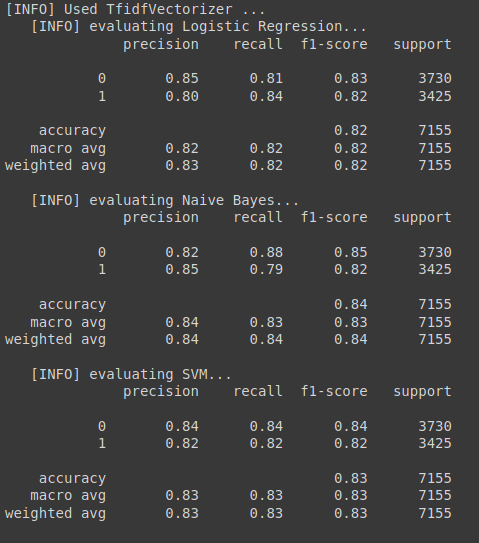 [INFO] Used TfidfVectorizer ...
[INFO] evaluating Logistic Regression...
precision recall f1-score support
0 0.85 0.81 0.83 3730
1 0.80 0.84 0.82 3425
accuracy 0.82 7155
macro avg 0.82 0.82 0.82 7155
weighted avg 0.83 0.82 0.82 7155
[INFO] evaluating Naive Bayes...
precision recall f1-score support
0 0.82 0.88 0.85 3730
1 0.85 0.79 0.82 3425
accuracy 0.84 7155
macro avg 0.84 0.83 0.83 7155
weighted avg 0.84 0.84 0.84 7155
[INFO] evaluating SVM...
precision recall f1-score support
0 0.84 0.84 0.84 3730
1 0.82 0.82 0.82 3425
accuracy 0.83 7155
macro avg 0.83 0.83 0.83 7155
weighted avg 0.83 0.83 0.83 7155